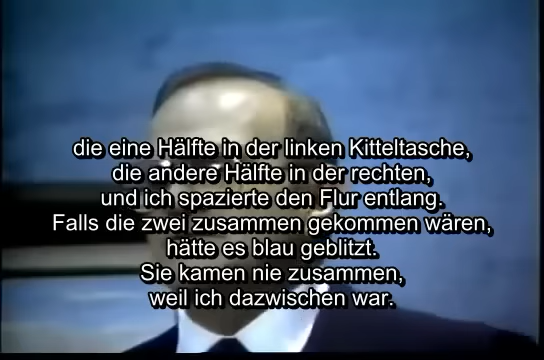 die eine Hälfte in der linken Kitteltasche,
die andere Hälfte in der rechten,
und ich spazierte den Flur entlang.
Falls die zwei zusammen gekommen wären,
hätte es blau geblitzt.
Sie kamen nie zusammen,
weil ich dazwischen war.